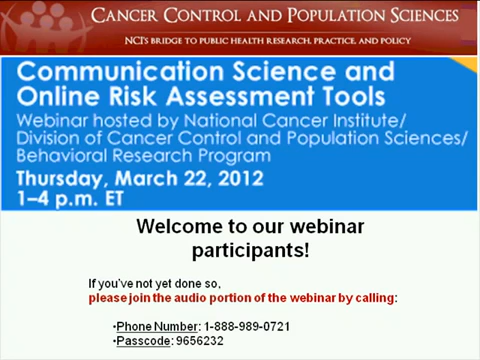 CANCER CONTROL AND POPULATION SCIENCES
NCI'S BRIDGE TO PUBLIC HEALTH RESEARCH, PRACTICE, AND POLICY
Communication Science and
Online Risk Assessment Tools
Webinar hosted by National Cancer Institute/
Division of Cancer Control and Population Sciences/
Behavioral Research Program
Thursday, March 22, 2012
1–4 p.m. ET
Welcome to our webinar
participants!
If you've not yet done so,
please join the audio portion of the webinar by calling:
•Phone Number: 1-888-989-0721
•Passcode: 9656232